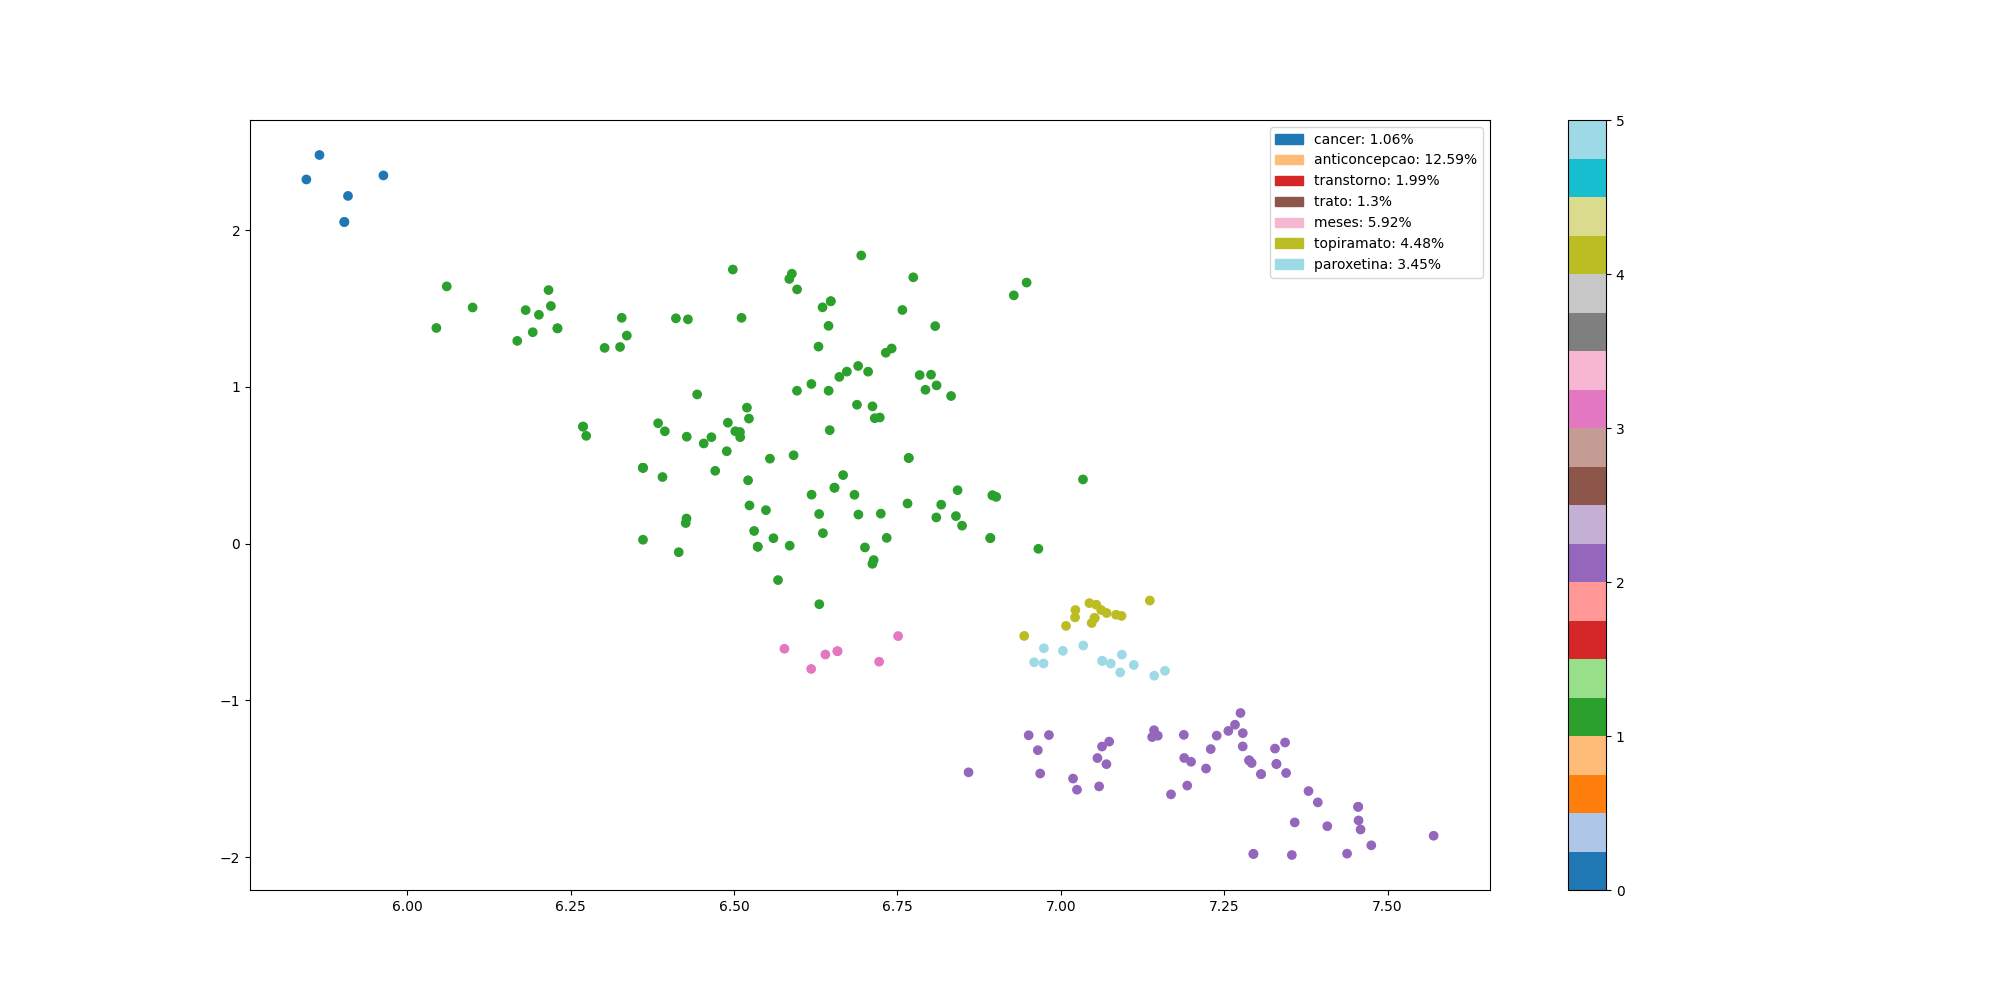 cancer: 1.06%
anticoncepcao: 12.59%
transtorno: 1.99%
trato: 1.3%
meses: 5.92%
topiramato: 4.48%
paroxetina: 3.45%
2
1
0
−1
−2
6.00 6.25 6.50 6.75 7.00 7.25 7.50
5
4
3
2
1
0